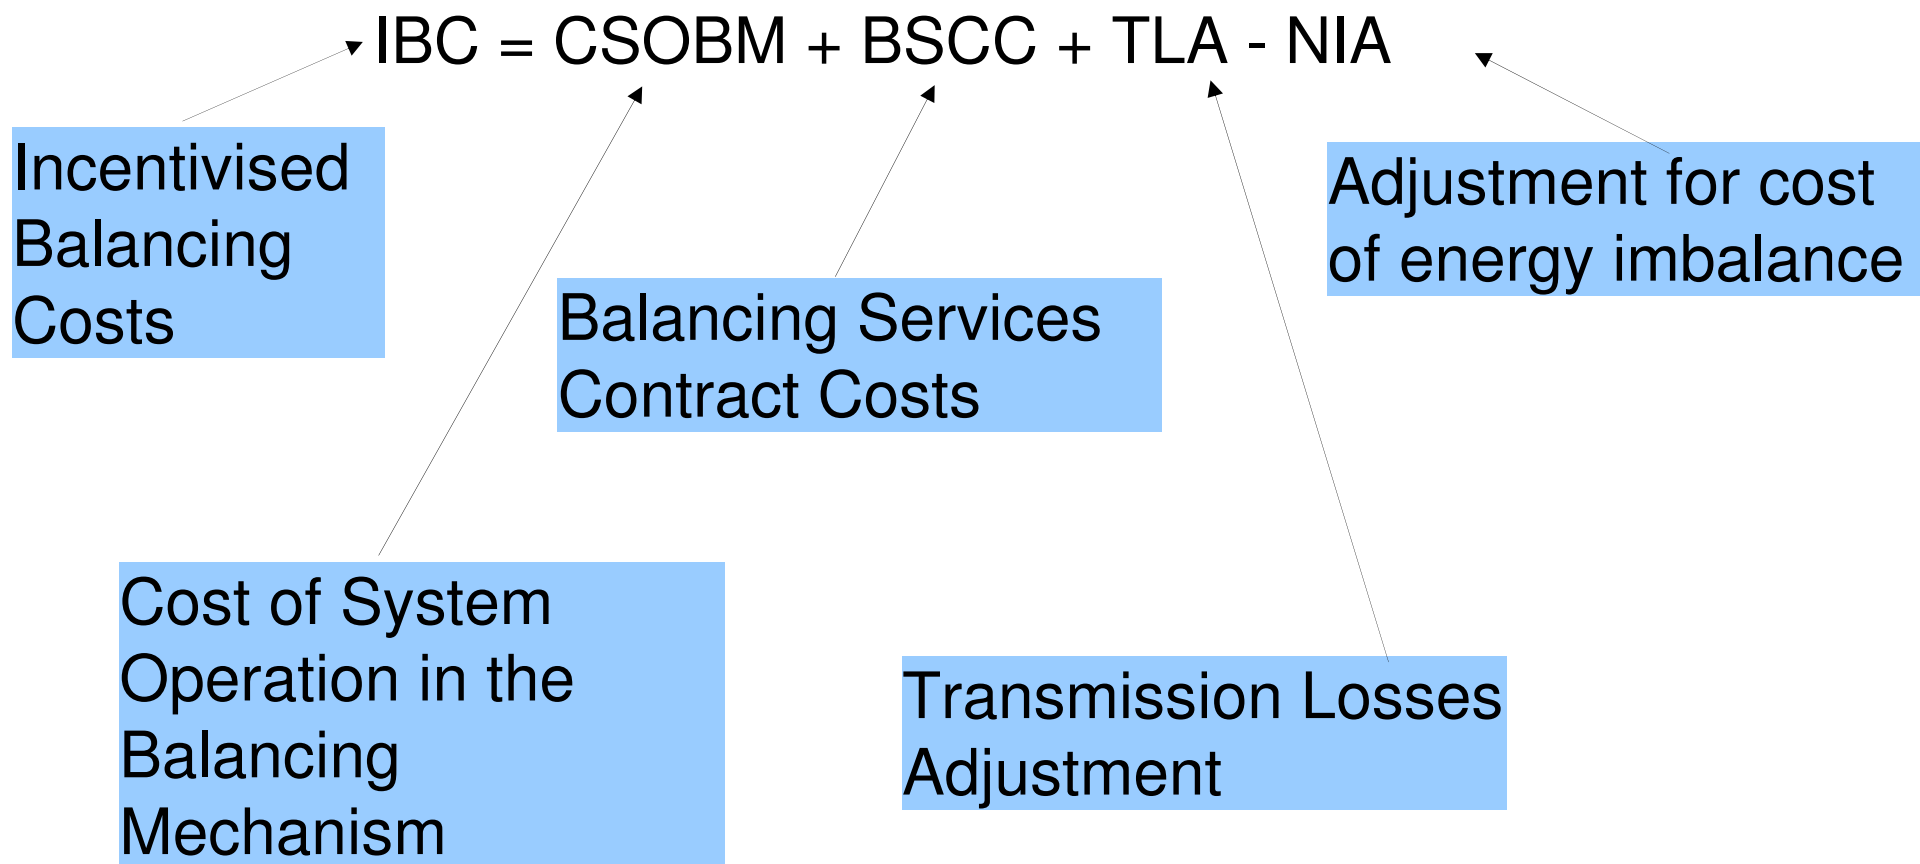 IBC = CSOBM + BSCC + TLA - NIA
Incentivised
Balancing
Costs
Adjustment for cost
of energy imbalance
Balancing Services
Contract Costs
Cost of System
Operation in the
Balancing
Mechanism
Transmission Losses
Adjustment